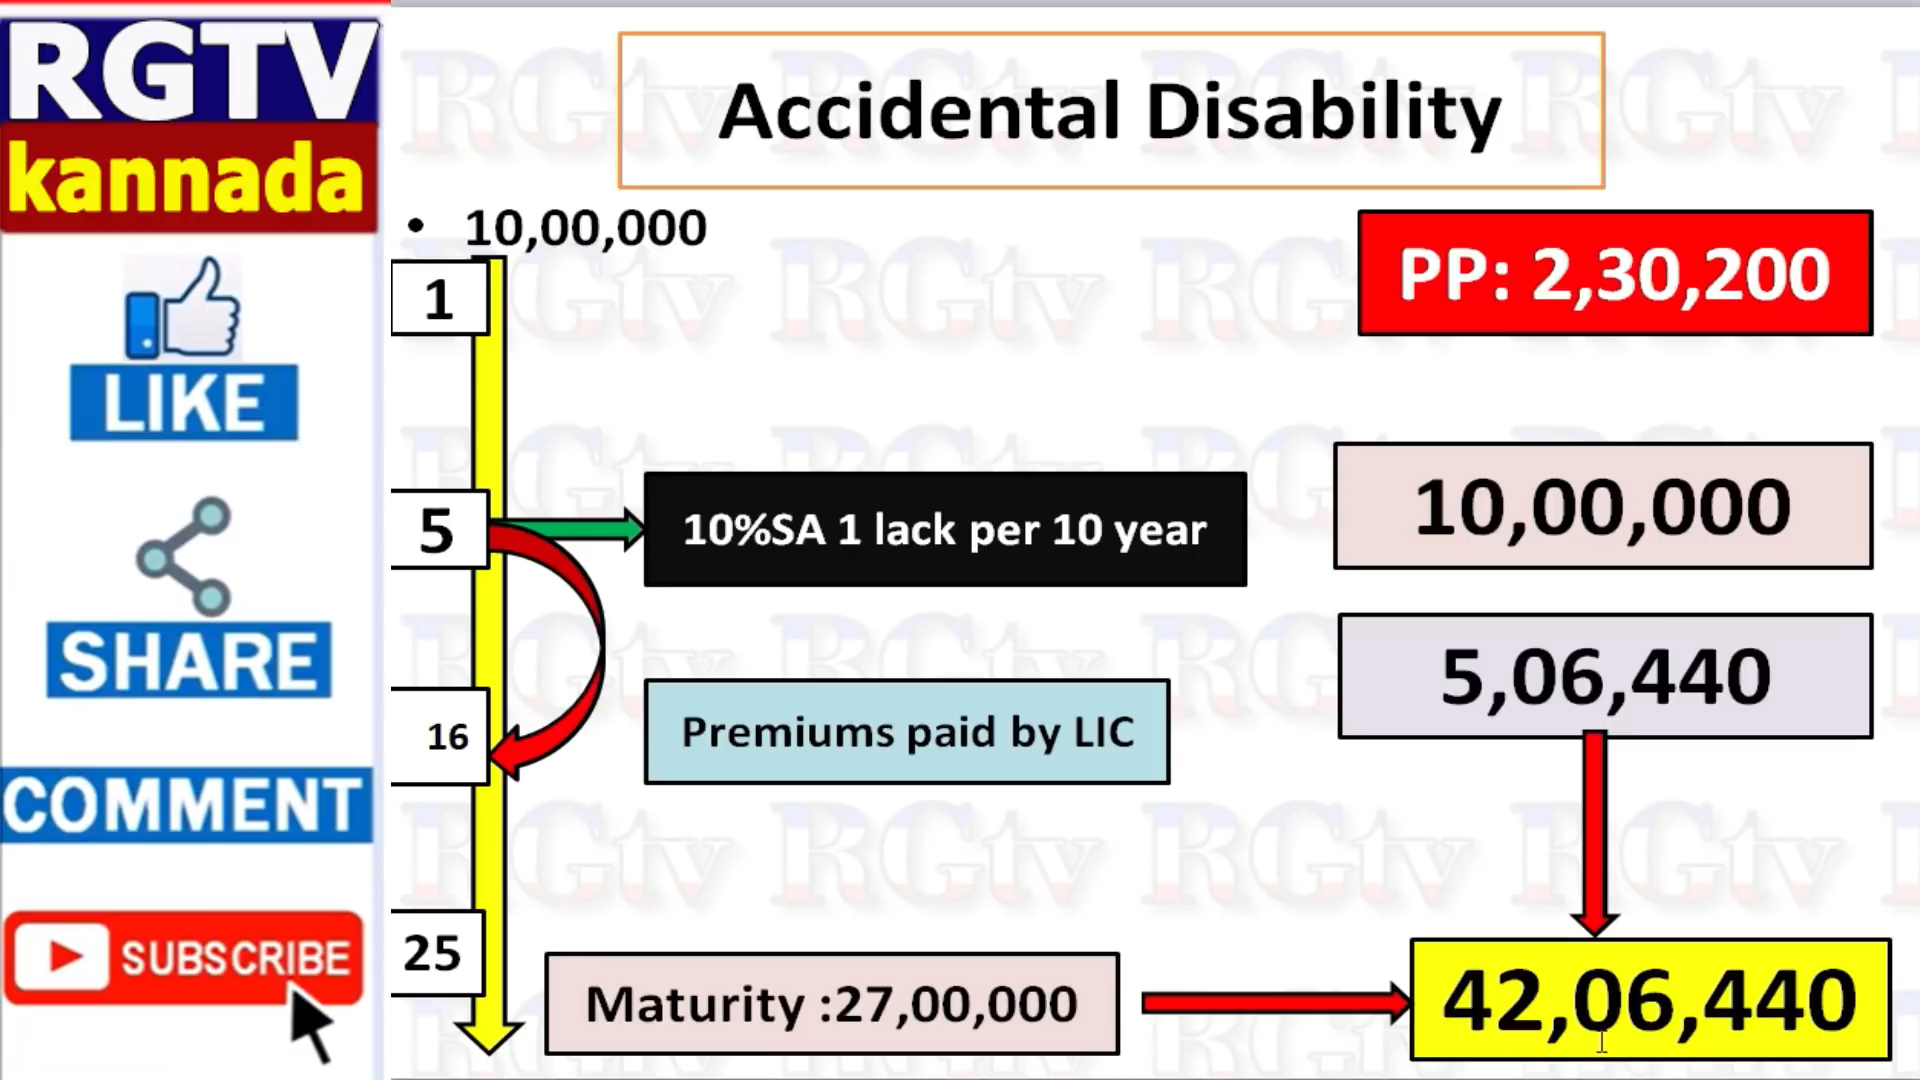 RGTV
kannada
LIKE
SHARE
COMMENT
SUBSCRIBE
Accidental Disability
• 10,00,000
1
PP: 2,30,200
5
10%SA 1 lack per 10 year
10,00,000
5,06,440
16
Premiums paid by LIC
25
Maturity :27,00,000
42,06,440
RGtv